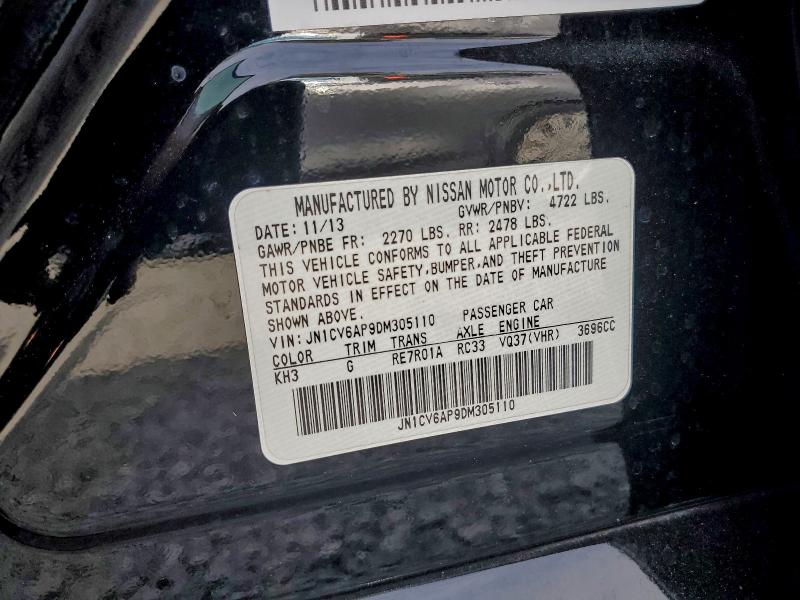 MANUFACTURED BY NISSAN MOTOR CO.,LTD.
DATE: 11/13 GVWR/PNBV: 4722 LBS.
GAWR/PNBE FR: 2270 LBS. RR: 2478 LBS.
THIS VEHICLE CONFORMS TO ALL APPLICABLE FEDERAL
MOTOR VEHICLE SAFETY,BUMPER,AND THEFT PREVENTION
STANDARDS IN EFFECT ON THE DATE OF MANUFACTURE
SHOWN ABOVE.
VIN: JN1CV6AP9DM305110 PASSENGER CAR
COLOR TRIM TRANS AXLE ENGINE
KH3 G RE7R01A RC33 VQ37(VHR) 3696CC
JN1CV6AP9DM305110